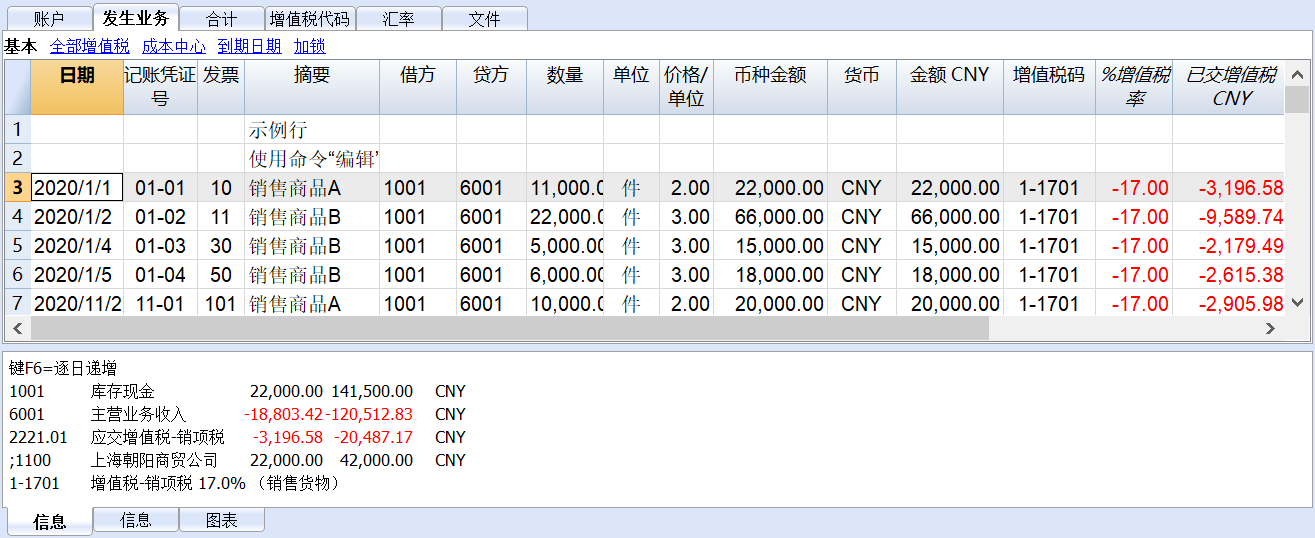 账户 发生业务 合计 增值税代码 汇率 文件
基本 全部增值税 成本中心 到期日期 加锁
日期 记账凭证号 发票 摘要 借方 贷方 数量 单位 价格/单位 币种金额 货币 金额 CNY 增值税码 %增值税率 已交增值税 CNY
1 示例行
2 使用命令“编辑’
3 2020/1/1 01-01 10 销售商品A 1001 6001 11,000.0 件 2.00 22,000.00 CNY 22,000.00 1-1701 -17.00 -3,196.58
4 2020/1/2 01-02 11 销售商品B 1001 6001 22,000.0 件 3.00 66,000.00 CNY 66,000.00 1-1701 -17.00 -9,589.74
5 2020/1/4 01-03 30 销售商品B 1001 6001 5,000.00 件 3.00 15,000.00 CNY 15,000.00 1-1701 -17.00 -2,179.49
6 2020/1/5 01-04 50 销售商品B 1001 6001 6,000.00 件 3.00 18,000.00 CNY 18,000.00 1-1701 -17.00 -2,615.38
7 2020/11/2 11-01 101 销售商品A 1001 6001 10,000.0 件 2.00 20,000.00 CNY 20,000.00 1-1701 -17.00 -2,905.98
键F6=逐日递增
1001 库存现金 22,000.00 141,500.00 CNY
6001 主营业务收入 -18,803.42 -120,512.83 CNY
2221.01 应交增值税-销项税 -3,196.58 -20,487.17 CNY
;1100 上海朝阳商贸公司 22,000.00 42,000.00 CNY
1-1701 增值税-销项税 17.0% （销售货物）
信息 信息 图表